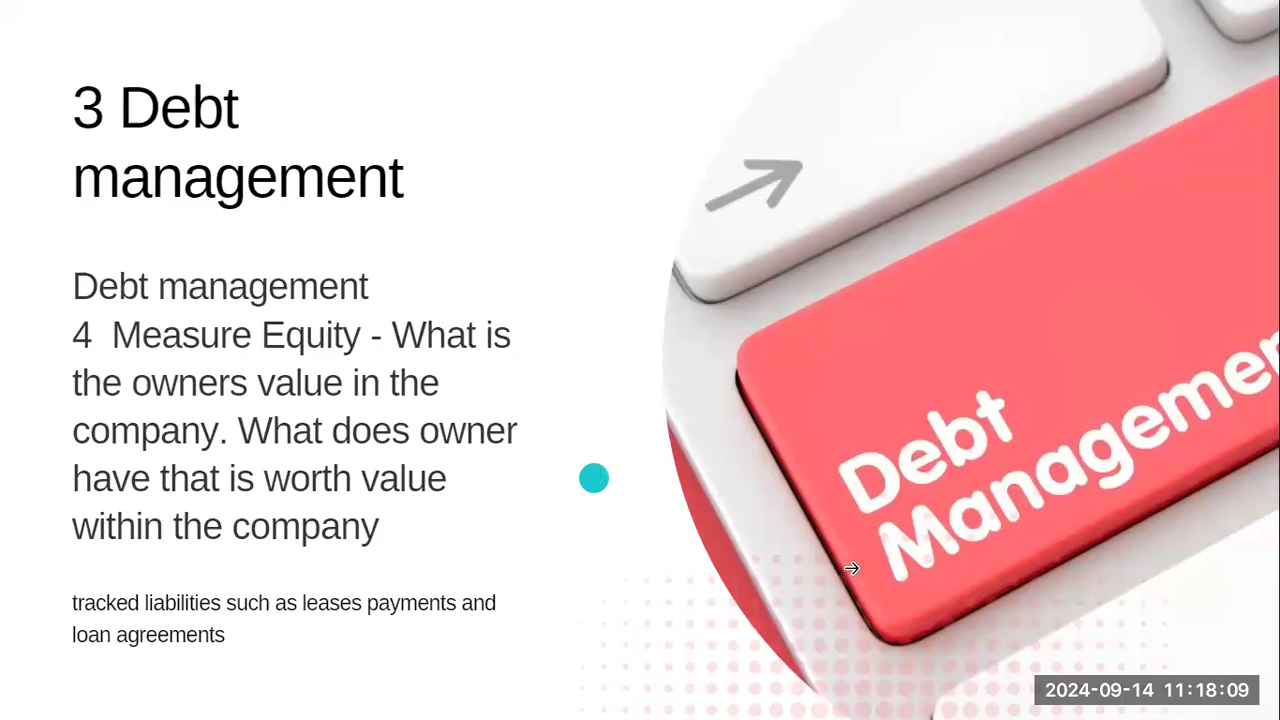 3 Debt
management
Debt management
4  Measure Equity - What is
the owners value in the
company. What does owner
have that is worth value
within the company
tracked liabilities such as leases payments and
loan agreements
Debt
Managemen
2024-09-14 11:18:09